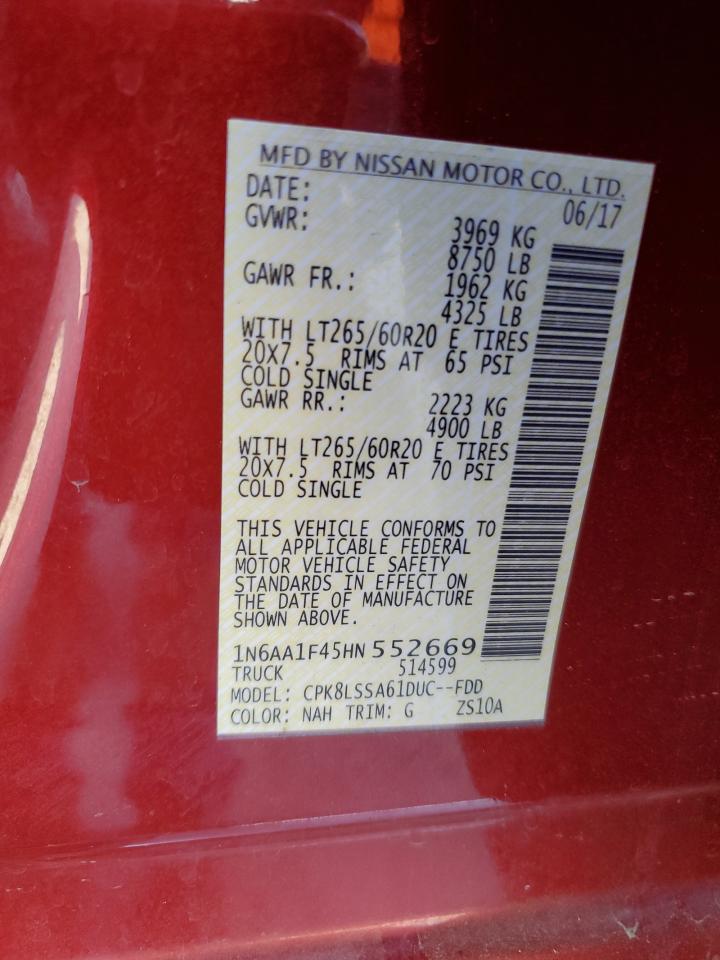 MFD BY NISSAN MOTOR CO., LTD.
DATE: 06/17
GVWR: 3969 KG
8750 LB
GAWR FR.: 1962 KG
4325 LB
WITH LT265/60R20 E TIRES
20X7.5 RIMS AT 65 PSI
COLD SINGLE
GAWR RR.: 2223 KG
4900 LB
WITH LT265/60R20 E TIRES
20X7.5 RIMS AT 70 PSI
COLD SINGLE
THIS VEHICLE CONFORMS TO
ALL APPLICABLE FEDERAL
MOTOR VEHICLE SAFETY
STANDARDS IN EFFECT ON
THE DATE OF MANUFACTURE
SHOWN ABOVE.
1N6AA1F45HN552669
TRUCK 514599
MODEL: CPK8LSSA61DUC--FDD
COLOR: NAH TRIM: G ZS10A